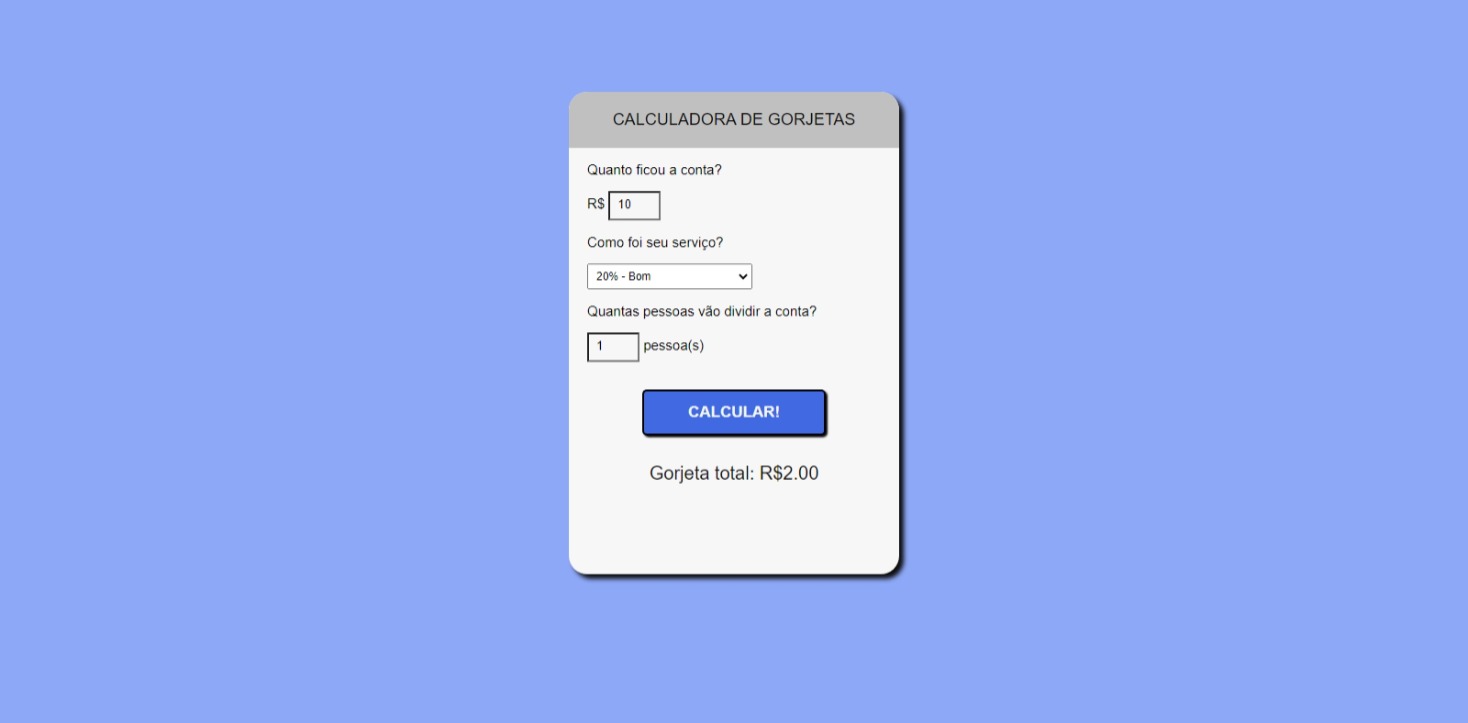 CALCULADORA DE GORJETAS
Quanto ficou a conta?
R$ 10
Como foi seu serviço?
20% - Bom
Quantas pessoas vão dividir a conta?
1 pessoa(s)
CALCULAR!
Gorjeta total: R$2.00